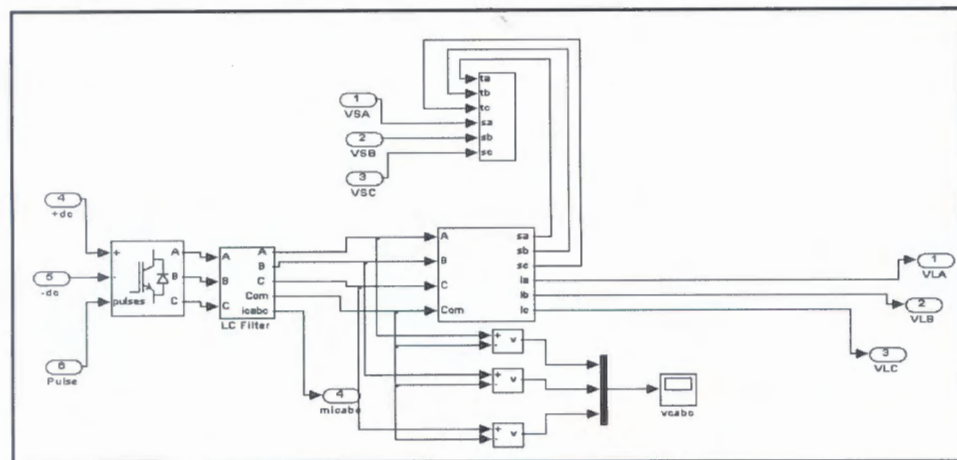 ta
tb
tc
sa
sb
sc
1
VSA
2
VSB
3
VSC
4
+dc
5
-dc
6
Pulse
+
-
pulses
A
B
C
A
B
C
A
B
C
Com
icabc
LC Filter
4
micabc
A
B
C
Com
sa
sb
sc
la
lb
lc
1
VLA
2
VLB
3
VLC
+
-
v
+
-
v
+
-
v
vcabc